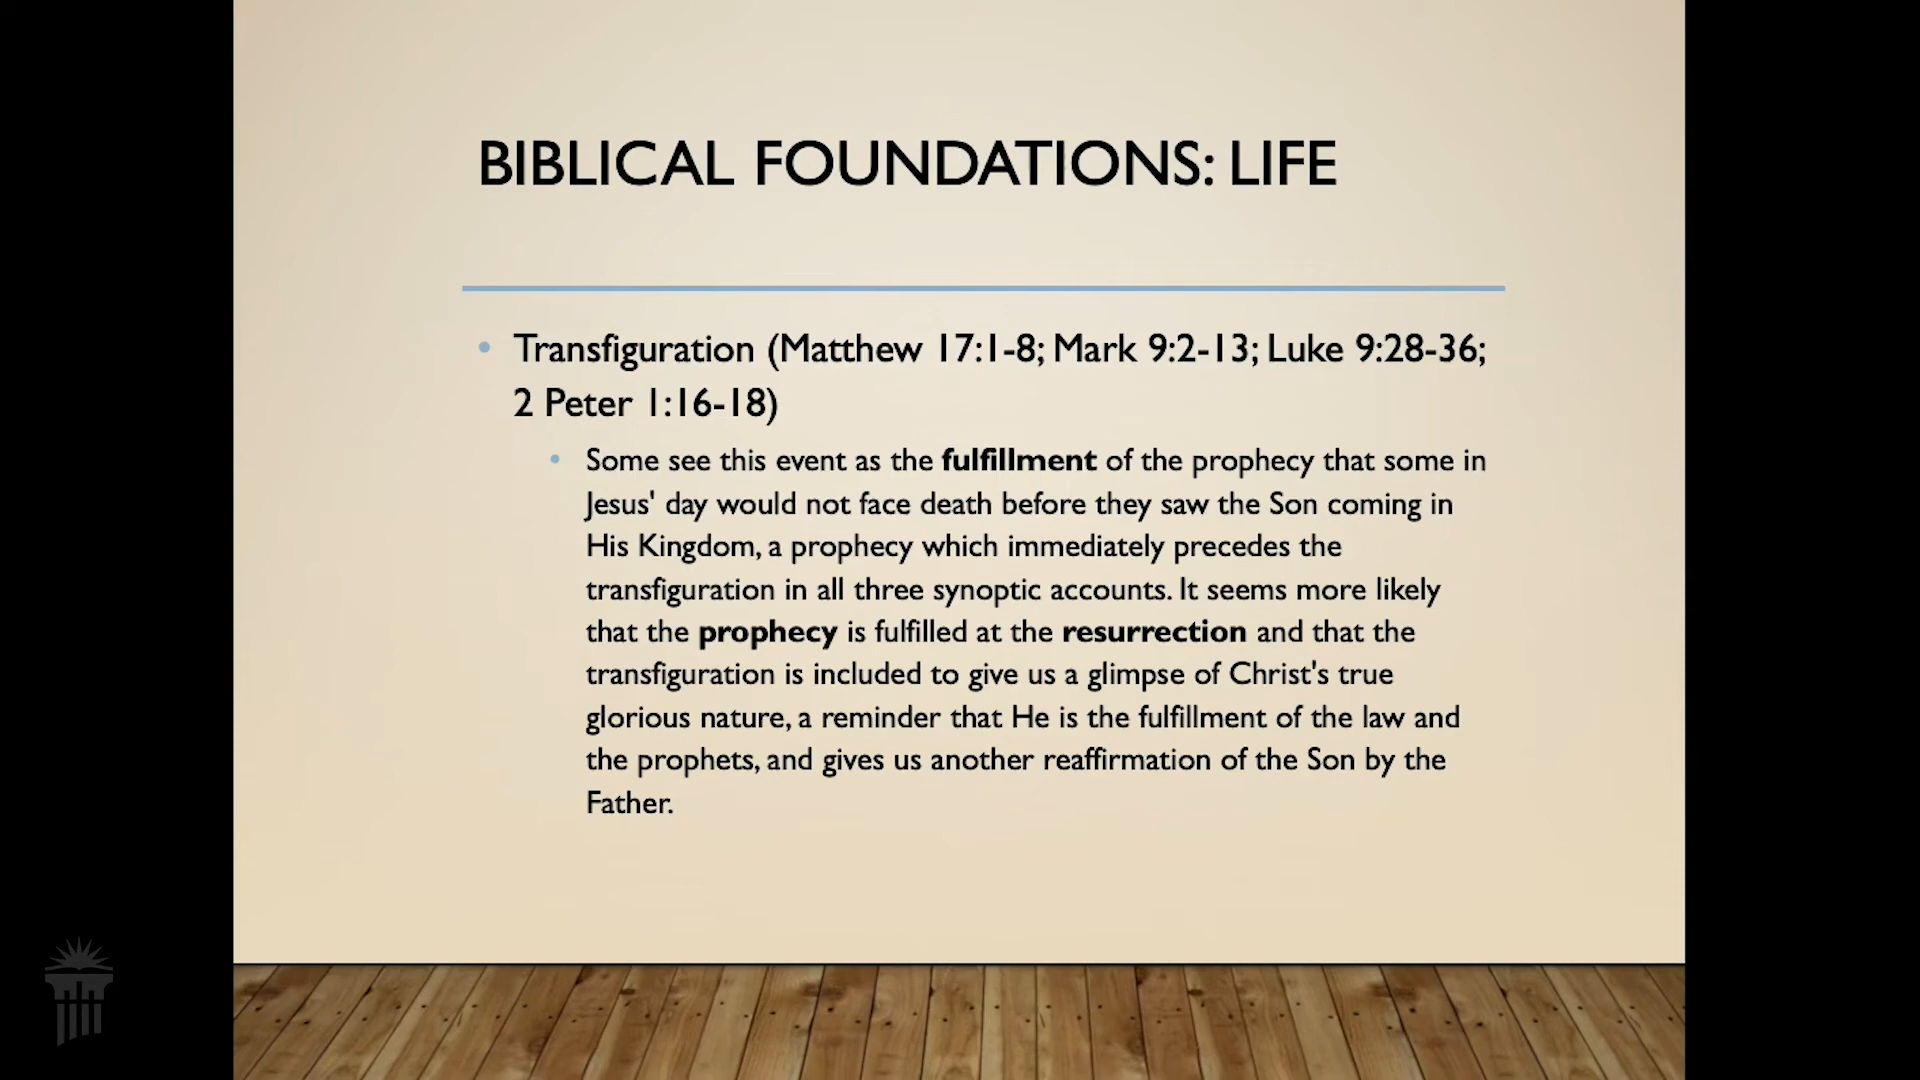 BIBLICAL FOUNDATIONS: LIFE
• Transfiguration (Matthew 17:1-8; Mark 9:2-13; Luke 9:28-36;
2 Peter 1:16-18)
• Some see this event as the fulfillment of the prophecy that some in
Jesus' day would not face death before they saw the Son coming in
His Kingdom, a prophecy which immediately precedes the
transfiguration in all three synoptic accounts. It seems more likely
that the prophecy is fulfilled at the resurrection and that the
transfiguration is included to give us a glimpse of Christ's true
glorious nature, a reminder that He is the fulfillment of the law and
the prophets, and gives us another reaffirmation of the Son by the
Father.